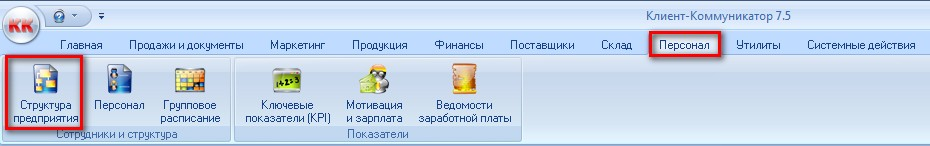 КК
Клиент-Коммуникатор 7.5
Главная Продажи и документы Маркетинг Продукция Финансы Поставщики Склад Персонал Утилиты Системные действия
Структура предприятия
Персонал
Групповое расписание
Ключевые показатели (KPI)
Мотивация и зарплата
Ведомости заработной платы
Сотрудники и структура
Показатели